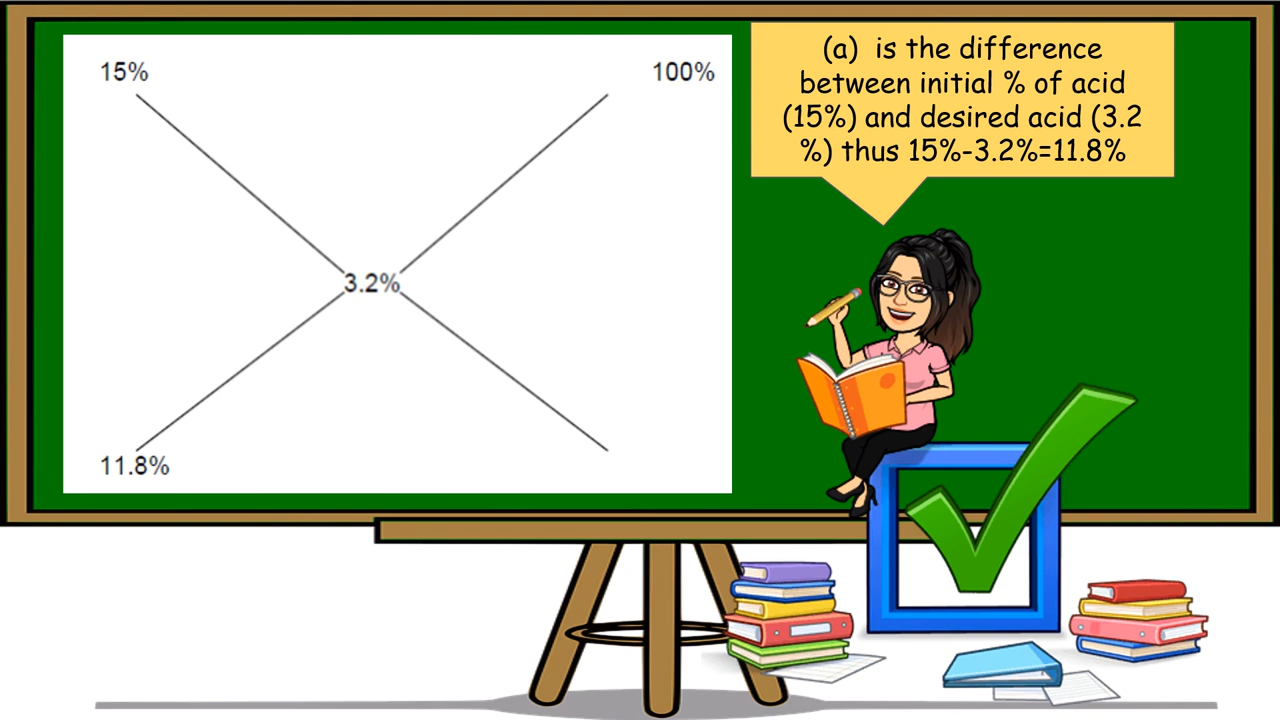 15%
100%
3.2%
11.8%
(a) is the difference
between initial % of acid
(15%) and desired acid (3.2
%) thus 15%-3.2%=11.8%